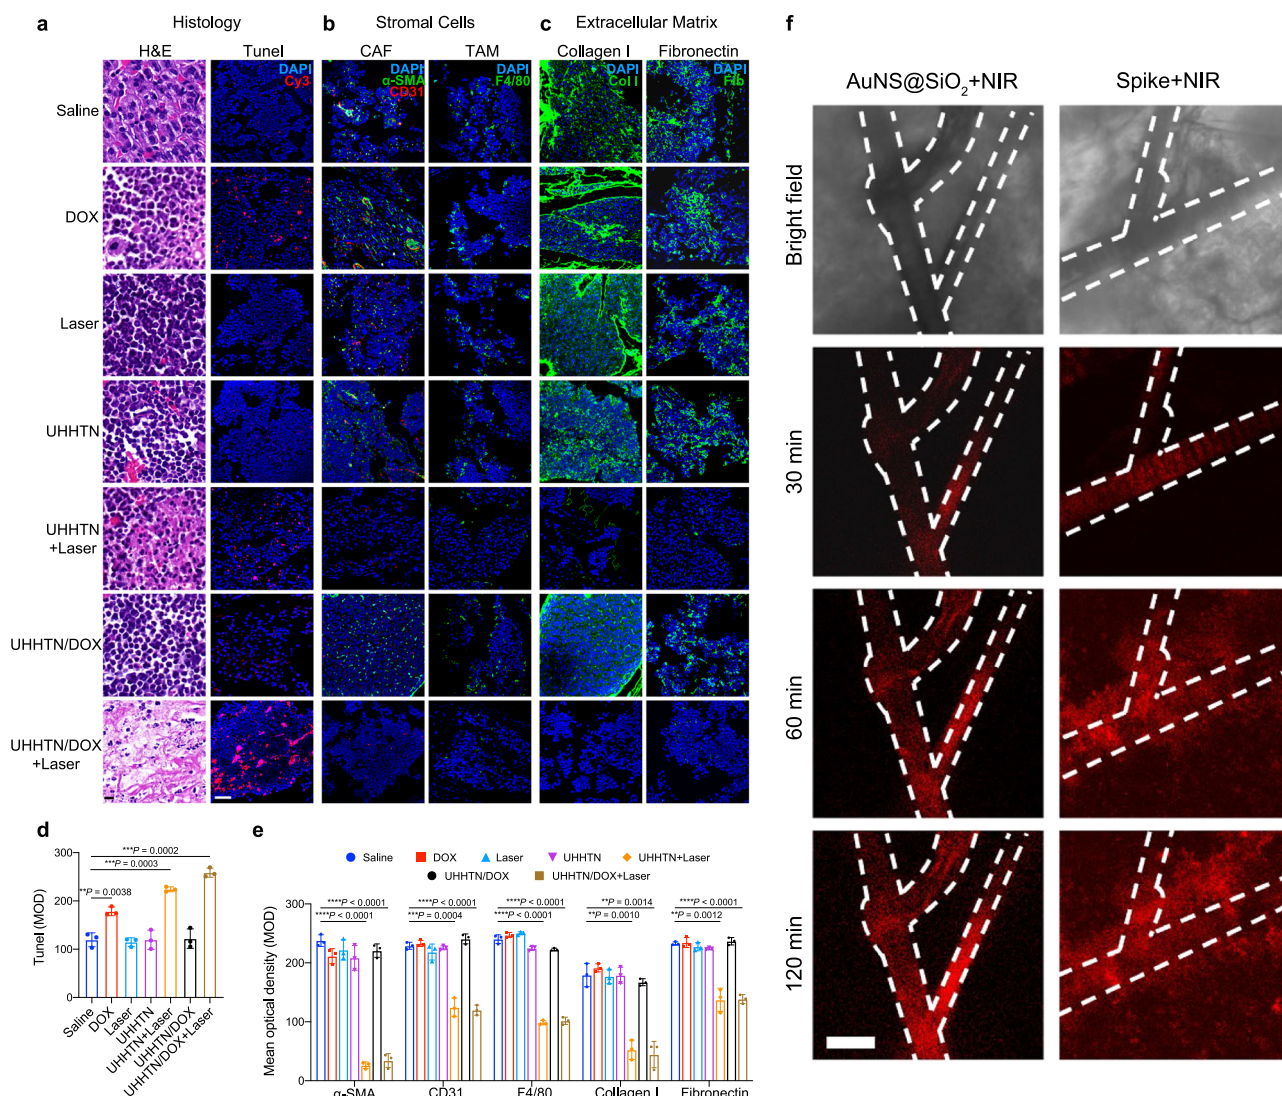 a
Histology
H&E
Tunel
b
Stromal Cells
CAF
TAM
c
Extracellular Matrix
Collagen I
Fibronectin
DAPI
Cy3
DAPI
α-SMA
CD31
DAPI
F4/80
DAPI
Col I
DAPI
Fib
Saline
DOX
Laser
UHHTN
UHHTN
+Laser
UHHTN/DOX
UHHTN/DOX
+Laser
d
***P = 0.0002
***P = 0.0003
**P = 0.0038
Tunel (MOD)
300
200
100
0
Saline
DOX
Laser
UHHTN
UHHTN+Laser
UHHTN/DOX
UHHTN/DOX+Laser
e
Saline
DOX
Laser
UHHTN
UHHTN+Laser
UHHTN/DOX
UHHTN/DOX+Laser
Mean optical density (MOD)
300
200
100
0
****P < 0.0001
****P < 0.0001
****P < 0.0001
***P = 0.0004
****P < 0.0001
****P < 0.0001
**P = 0.0014
**P = 0.0010
****P < 0.0001
**P = 0.0012
α-SMA
CD31
F4/80
Collagen I
Fibronectin
f
AuNS@SiO2+NIR
Spike+NIR
Bright field
30 min
60 min
120 min